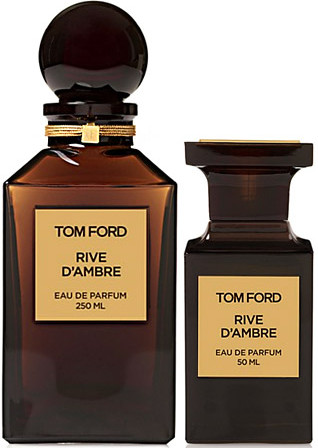 TOM FORD
RIVE
D'AMBRE
EAU DE PARFUM
250 ML
TOM FORD
RIVE
D'AMBRE
EAU DE PARFUM
50 ML